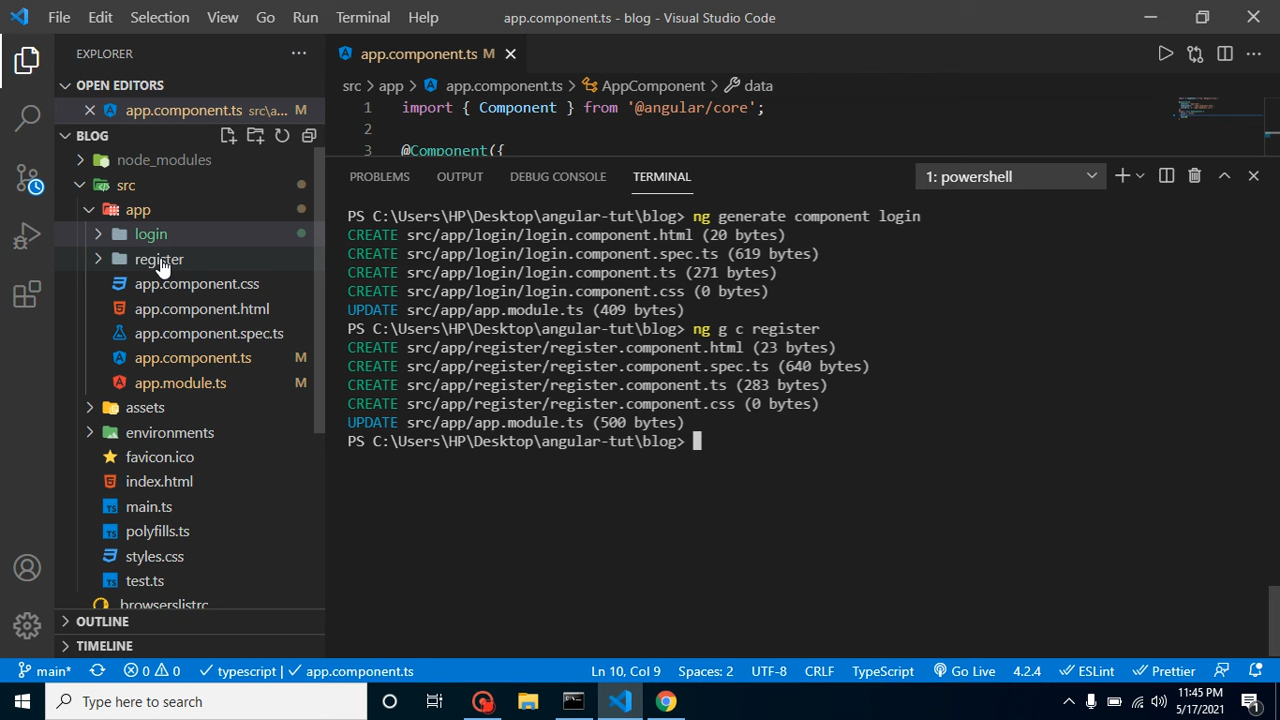 File Edit Selection View Go Run Terminal Help
app.component.ts - blog - Visual Studio Code
EXPLORER
OPEN EDITORS
app.component.ts src\a... M
BLOG
node_modules
src
app
login
register
app.component.css
app.component.html
app.component.spec.ts
app.component.ts M
app.module.ts M
assets
environments
favicon.ico
index.html
main.ts
polyfills.ts
styles.css
test.ts
browserslistrc
OUTLINE
TIMELINE
app.component.ts M
src > app > app.component.ts > AppComponent > data
1 import { Component } from '@angular/core';
2
3 @Component({
PROBLEMS OUTPUT DEBUG CONSOLE TERMINAL 1: powershell
PS C:\Users\HP\Desktop\angular-tut\blog> ng generate component login
CREATE src/app/login/login.component.html (20 bytes)
CREATE src/app/login/login.component.spec.ts (619 bytes)
CREATE src/app/login/login.component.ts (271 bytes)
CREATE src/app/login/login.component.css (0 bytes)
UPDATE src/app/app.module.ts (409 bytes)
PS C:\Users\HP\Desktop\angular-tut\blog> ng g c register
CREATE src/app/register/register.component.html (23 bytes)
CREATE src/app/register/register.component.spec.ts (640 bytes)
CREATE src/app/register/register.component.ts (283 bytes)
CREATE src/app/register/register.component.css (0 bytes)
UPDATE src/app/app.module.ts (500 bytes)
PS C:\Users\HP\Desktop\angular-tut\blog>
main* 0 0 typescript | app.component.ts Ln 10, Col 9 Spaces: 2 UTF-8 CRLF TypeScript Go Live 4.2.4 ESLint Prettier
Type here to search
11:45 PM
5/17/2021
1